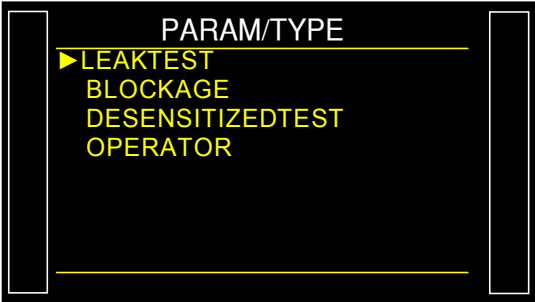 PARAM/TYPE
►LEAKTEST
BLOCKAGE
DESENSITIZEDTEST
OPERATOR